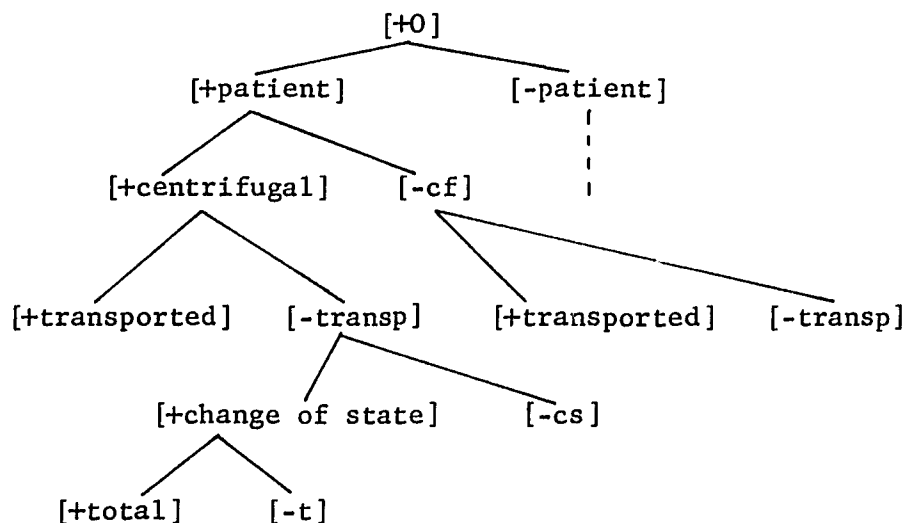 [+O]
[+patient] [-patient]
[+centrifugal] [-cf]
[+transported] [-transp] [+transported] [-transp]
[+change of state] [-cs]
[+total] [-t]